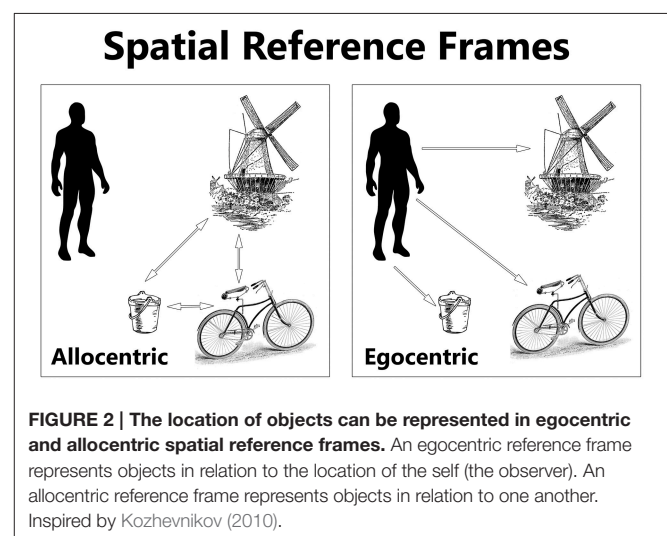 Spatial Reference Frames
Allocentric
Egocentric
FIGURE 2 | The location of objects can be represented in egocentric
and allocentric spatial reference frames. An egocentric reference frame
represents objects in relation to the location of the self (the observer). An
allocentric reference frame represents objects in relation to one another.
Inspired by Kozhevnikov (2010).